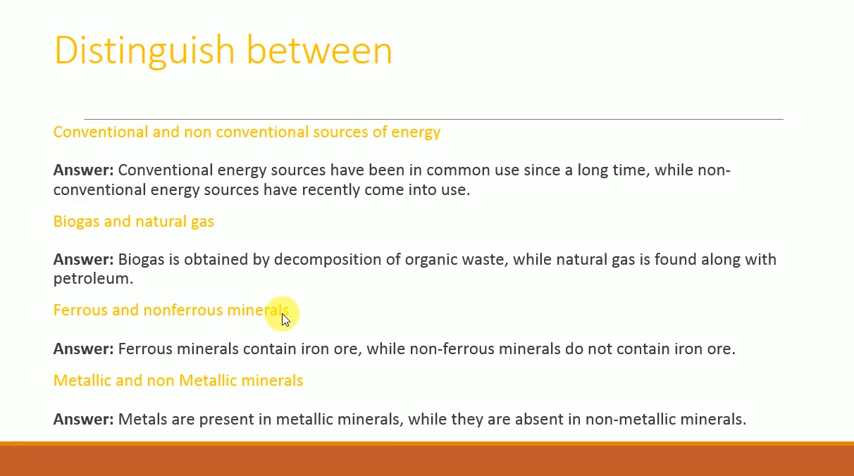 Distinguish between
Conventional and non conventional sources of energy
Answer: Conventional energy sources have been in common use since a long time, while non-
conventional energy sources have recently come into use.
Biogas and natural gas
Answer: Biogas is obtained by decomposition of organic waste, while natural gas is found along with
petroleum.
Ferrous and nonferrous minerals
Answer: Ferrous minerals contain iron ore, while non-ferrous minerals do not contain iron ore.
Metallic and non Metallic minerals
Answer: Metals are present in metallic minerals, while they are absent in non-metallic minerals.